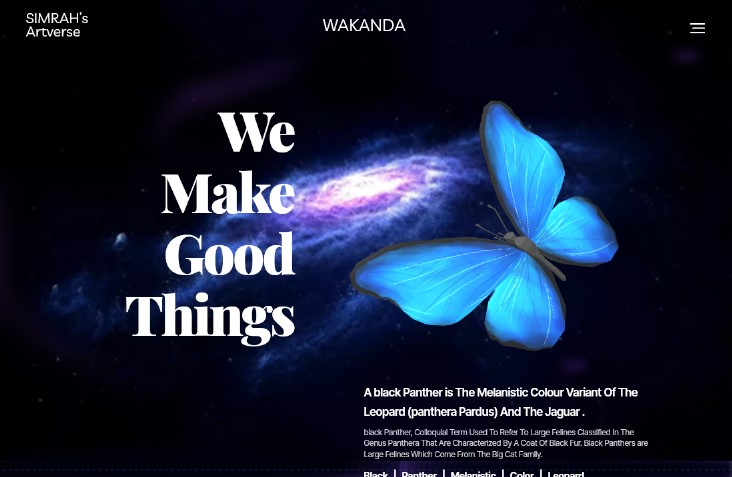 SIMRAH's
Artverse
WAKANDA
We
Make
Good
Things
A black Panther is The Melanistic Colour Variant Of The
Leopard (panthera Pardus) And The Jaguar .
black Panther, Colloquial Term Used To Refer To Large Felines Classified In The
Genus Panthera That Are Characterized By A Coat Of Black Fur. Black Panthers are
Large Felines Which Come From The Big Cat Family.
Black | Panther | Melanistic | Color | Leopard